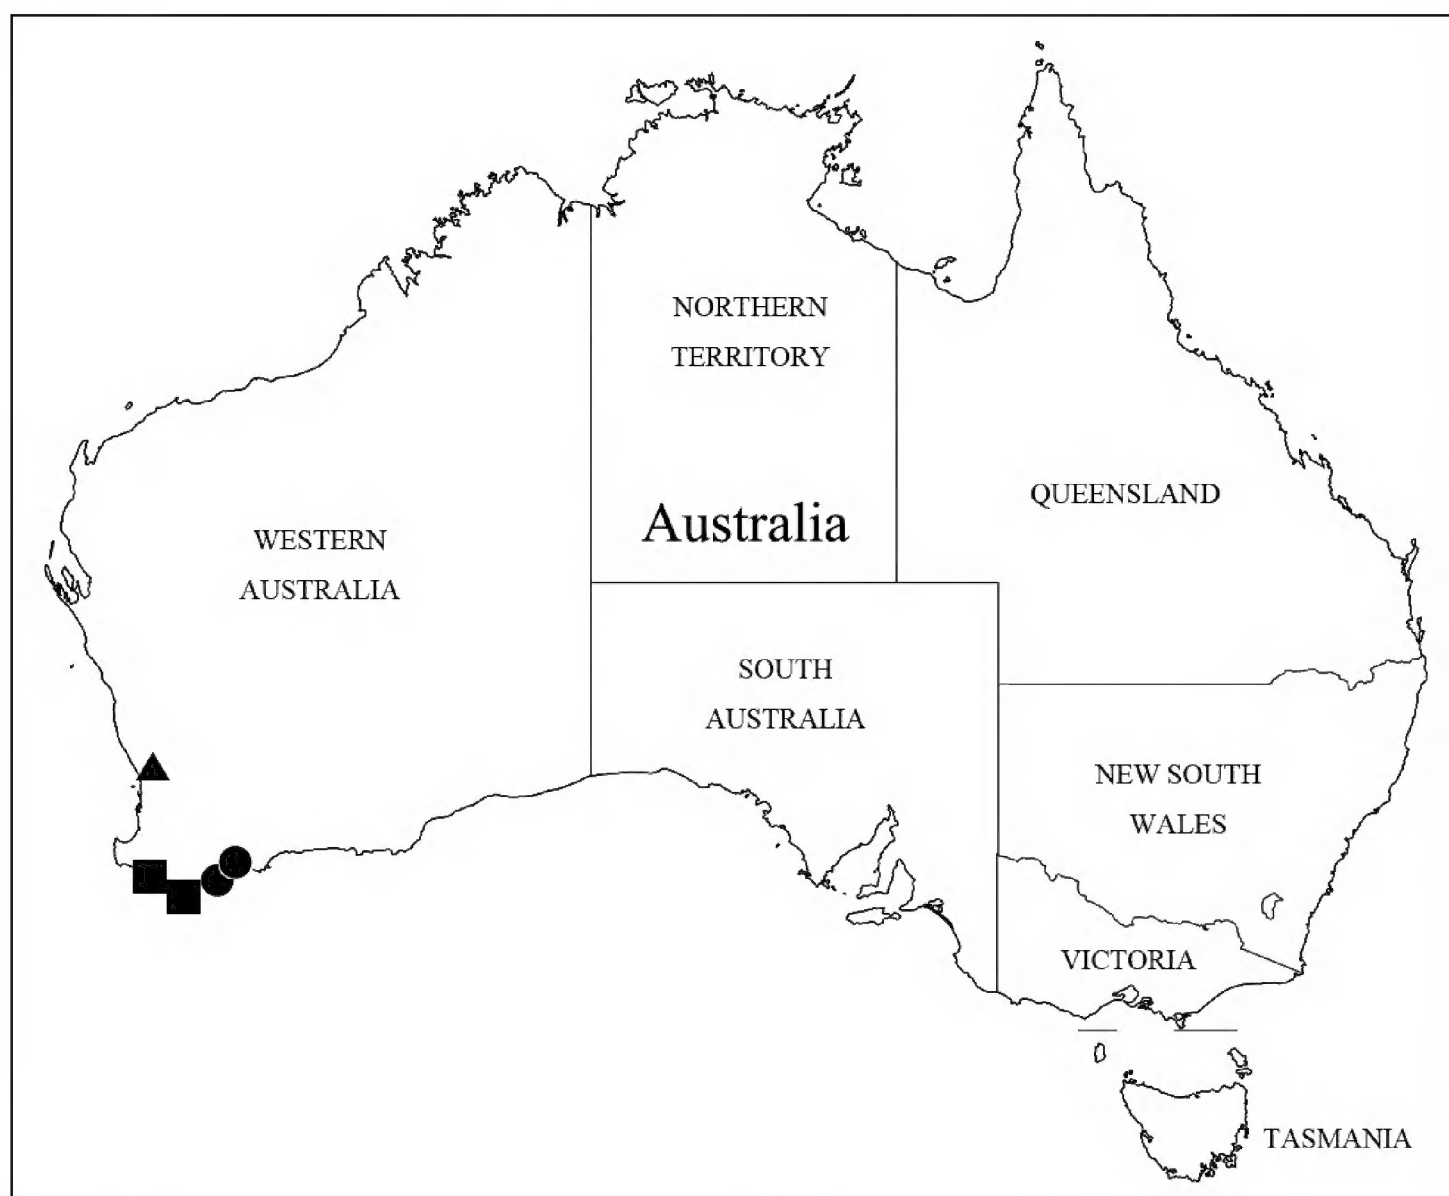 NORTHERN
TERRITORY
QUEENSLAND
Australia
WESTERN
AUSTRALIA
SOUTH
AUSTRALIA
NEW SOUTH
WALES
VICTORIA
TASMANIA